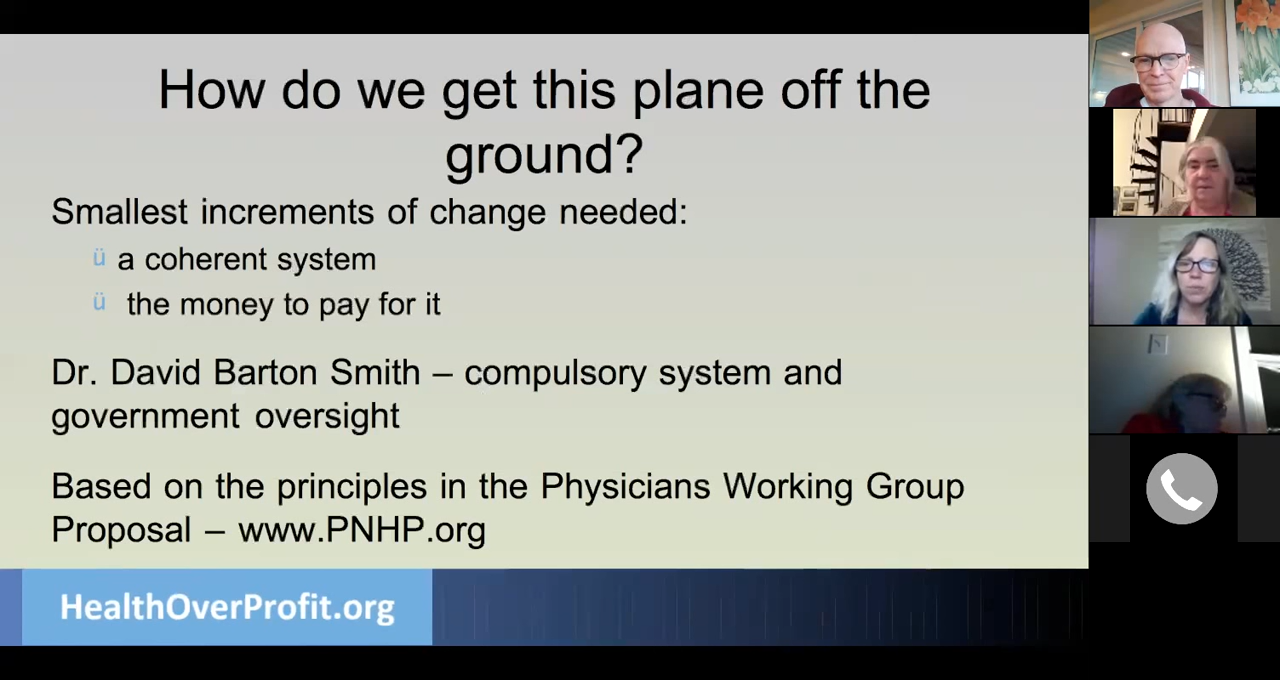 How do we get this plane off the
ground?
Smallest increments of change needed:
ü a coherent system
ü the money to pay for it
Dr. David Barton Smith – compulsory system and
government oversight
Based on the principles in the Physicians Working Group
Proposal – www.PNHP.org
HealthOverProfit.org